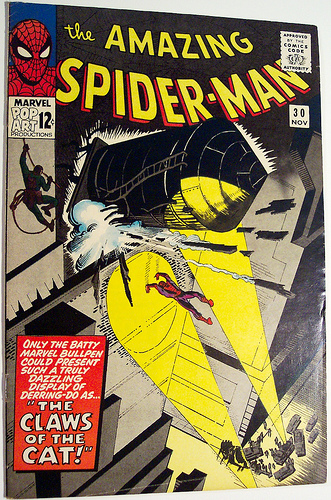 the AMAZING
SPIDER-MAN
APPROVED
BY THE
COMICS
CODE
AUTHORITY
MARVEL
POP
ART
12¢
PRODUCTIONS
30
NOV
ONLY THE BATTY
MARVEL BULLPEN
COULD PRESENT
SUCH A TRULY
DAZZLING
DISPLAY OF
DERRING-DO AS...
"THE
CLAWS
OF THE
CAT!"